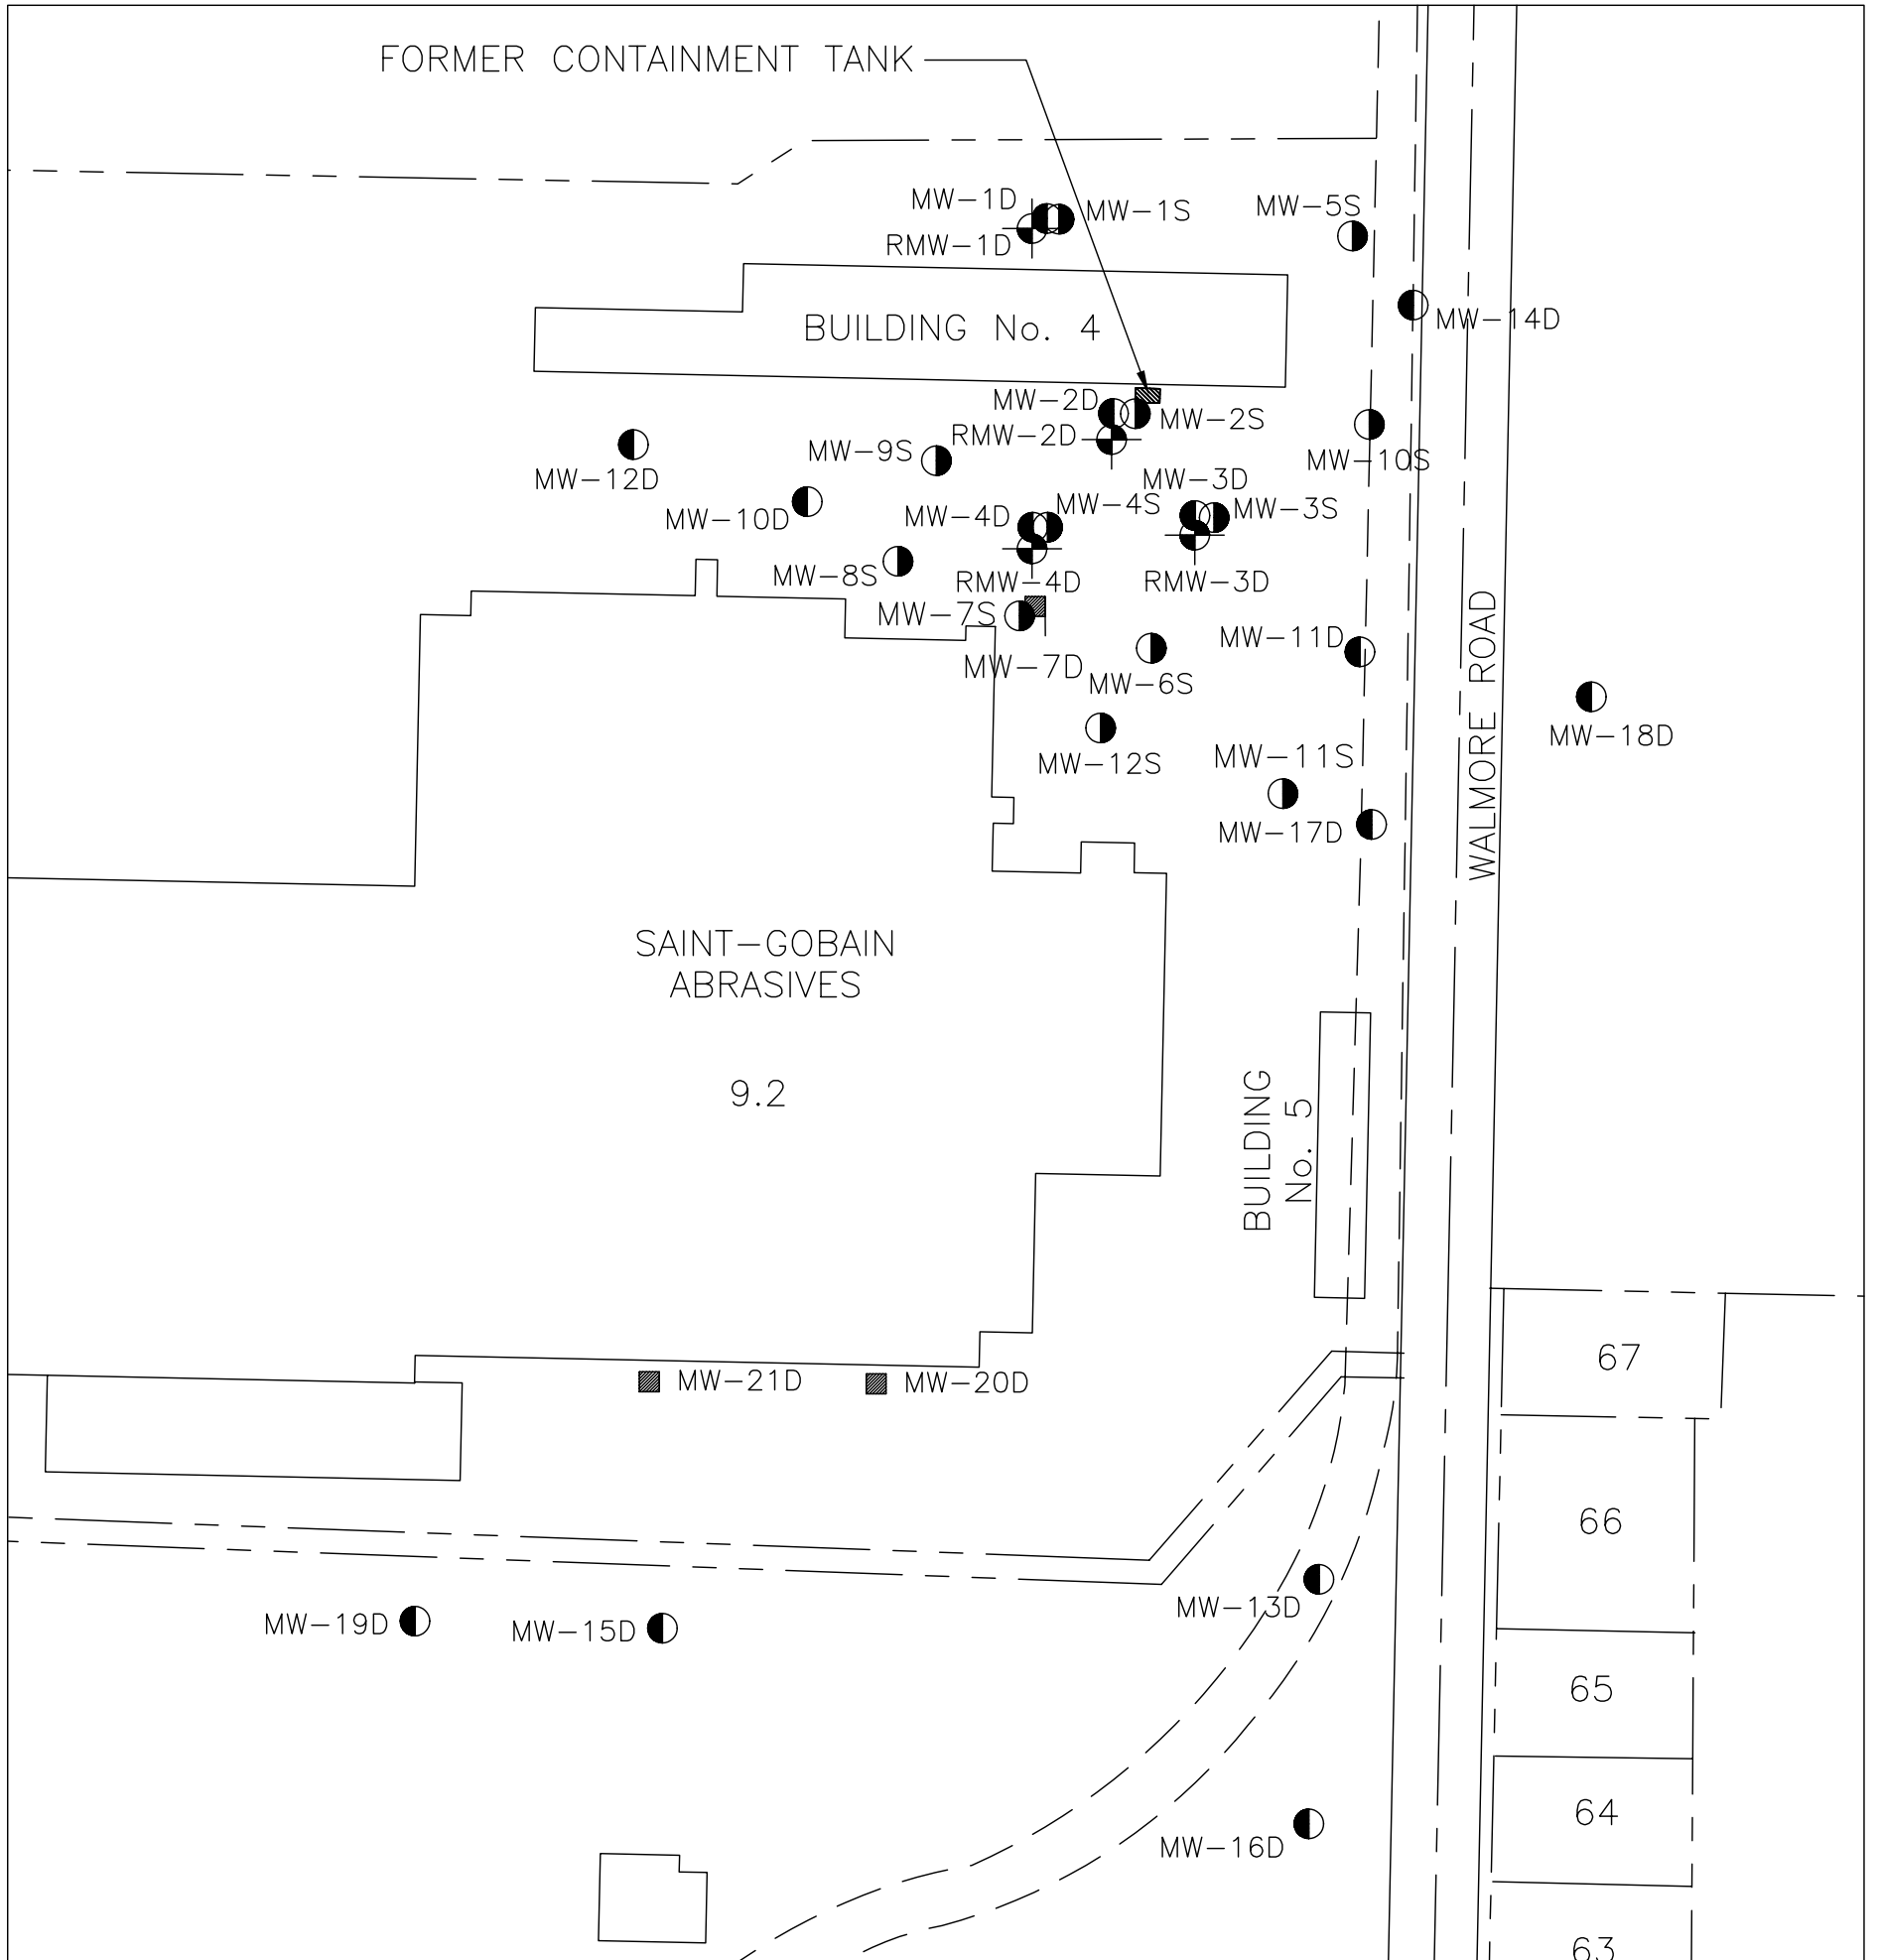 FORMER CONTAINMENT TANK
MW-1D
MW-1S
MW-5S
RMW-1D
BUILDING No. 4
MW-14D
MW-2D
MW-2S
RMW-2D
MW-9S
MW-10S
MW-12D
MW-3D
MW-10D
MW-4D
MW-4S
MW-3S
MW-8S
RMW-4D
RMW-3D
MW-7S
MW-11D
MW-7D
MW-6S
WALMORE ROAD
MW-18D
MW-12S
MW-11S
MW-17D
SAINT-GOBAIN
ABRASIVES
9.2
BUILDING
No. 5
67
MW-21D
MW-20D
66
MW-13D
MW-19D
MW-15D
65
64
MW-16D
63